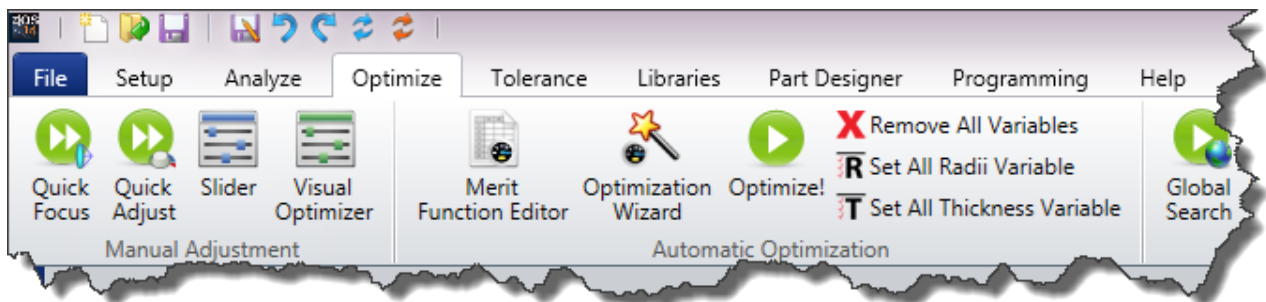 File Setup Analyze Optimize Tolerance Libraries Part Designer Programming Help
Quick Focus
Quick Adjust
Slider
Visual Optimizer
Merit Function Editor
Optimization Wizard
Optimize!
Remove All Variables
R Set All Radii Variable
T Set All Thickness Variable
Global Search
Manual Adjustment
Automatic Optimization